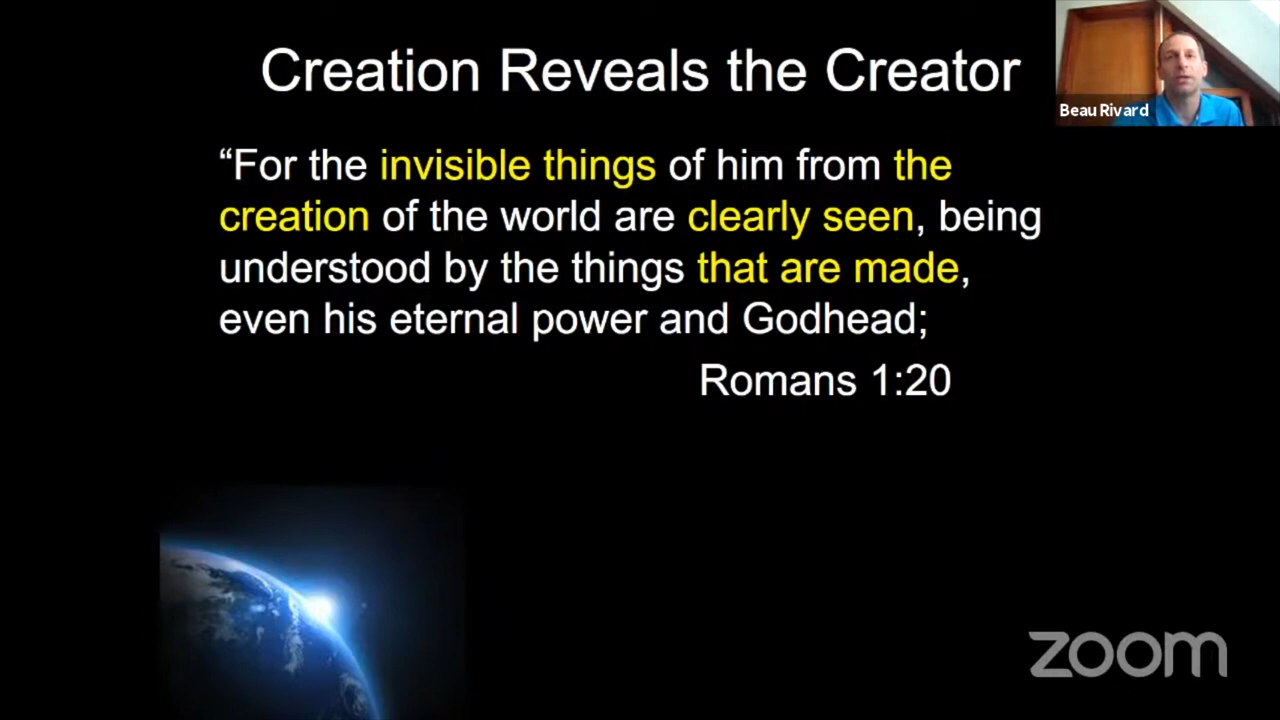 Creation Reveals the Creator
Beau Rivard
“For the invisible things of him from the
creation of the world are clearly seen, being
understood by the things that are made,
even his eternal power and Godhead;
Romans 1:20
zoom